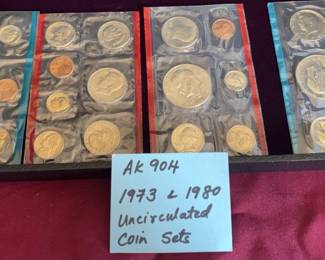 AK 904
1973 & 1980
Uncirculated
Coin Sets